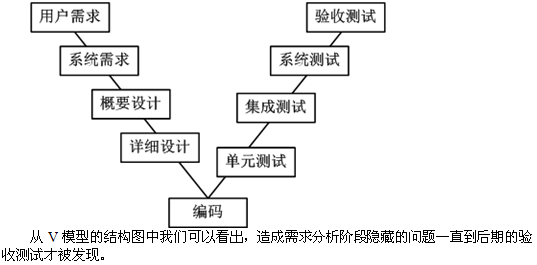 用户需求
验收测试
系统需求
系统测试
概要设计
集成测试
详细设计
单元测试
编码
从 V 模型的结构图中我们可以看出，造成需求分析阶段隐藏的问题一直到后期的验
收测试才被发现。